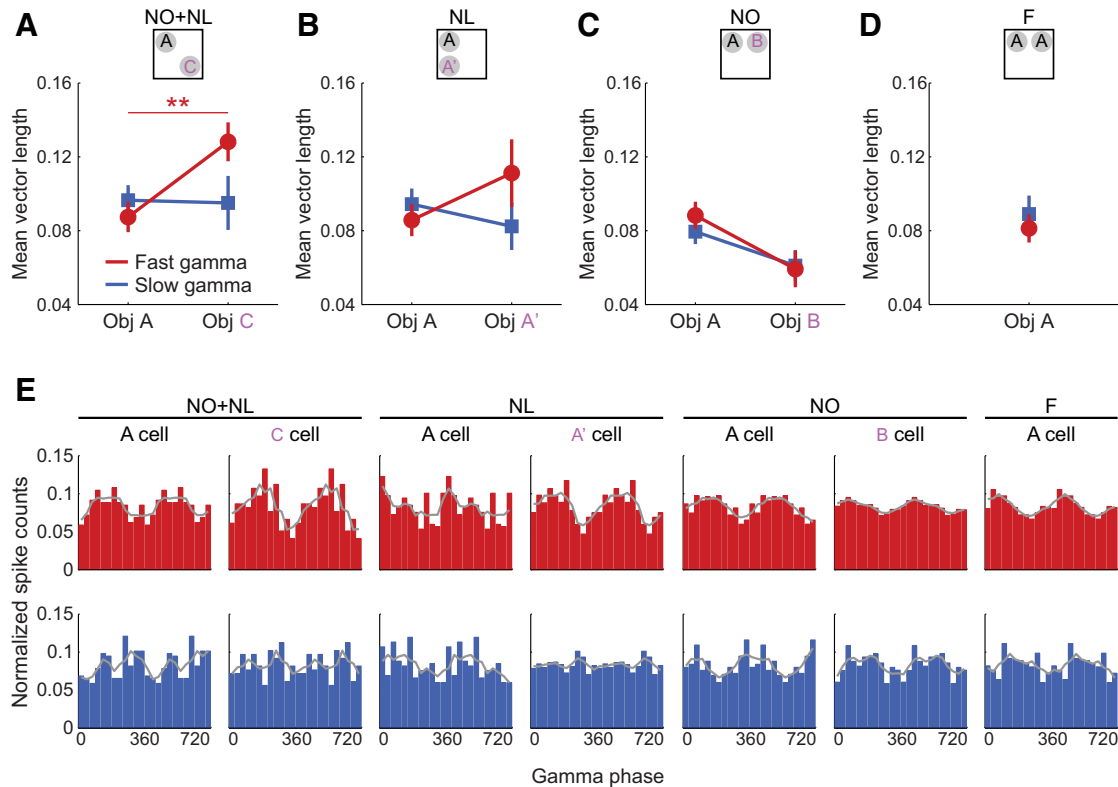 A
NO+NL
A
C
Mean vector length
0.16
0.12
0.08
0.04
**
Fast gamma
Slow gamma
Obj A
Obj C
B
NL
A
A'
Mean vector length
0.16
0.12
0.08
0.04
Obj A
Obj A'
C
NO
A
B
Mean vector length
0.16
0.12
0.08
0.04
Obj A
Obj B
D
F
A
A
Mean vector length
0.16
0.12
0.08
0.04
Obj A
E
NO+NL
NL
NO
F
A cell
C cell
A cell
A' cell
A cell
B cell
A cell
Normalized spike counts
0.15
0.1
0.05
0
0.15
0.1
0.05
0
0 360 720
0 360 720
0 360 720
0 360 720
0 360 720
0 360 720
0 360 720
Gamma phase